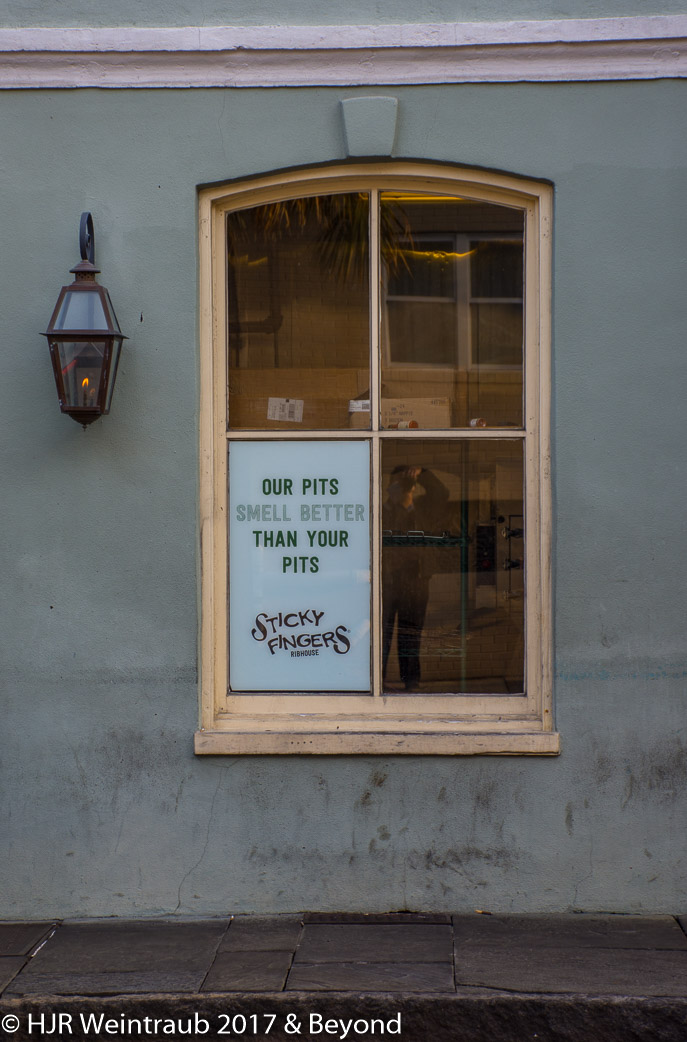 OUR PITS
SMELL BETTER
THAN YOUR
PITS
STICKY
FINGERS
RIBHOUSE
© HJR Weintraub 2017 & Beyond